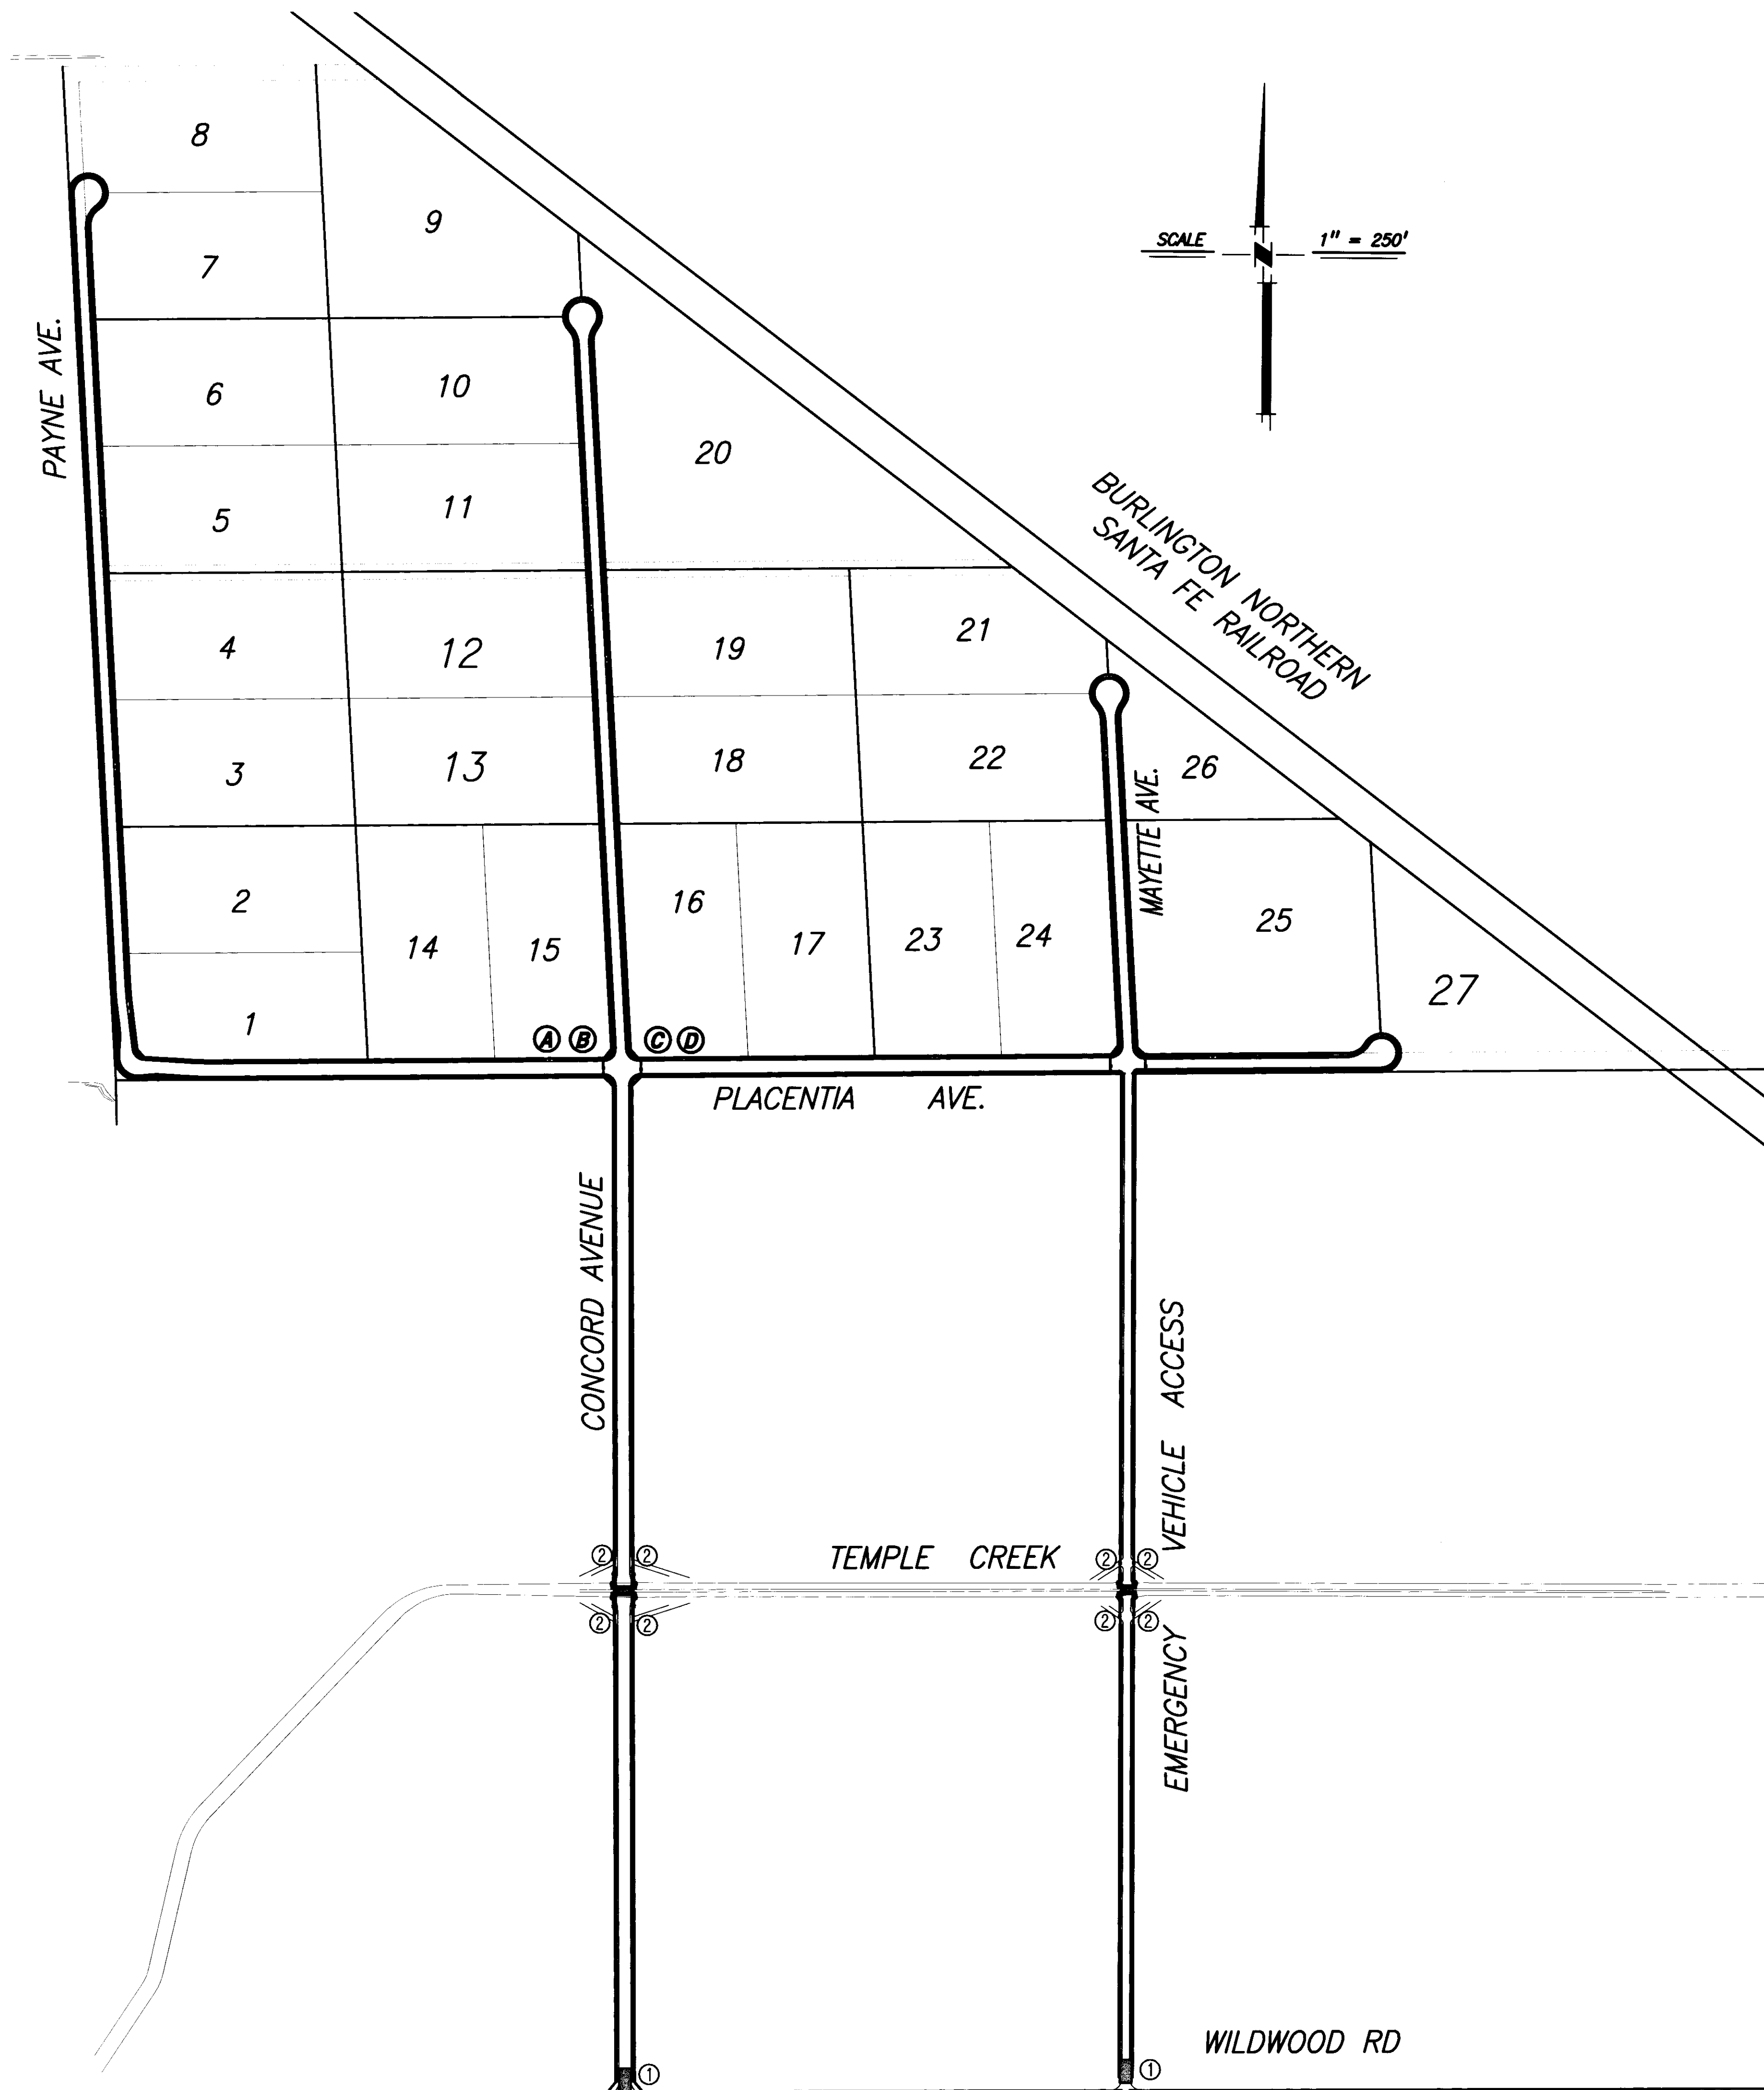 8
9
7
SCALE 1" = 250'
PAYNE AVE.
6
10
20
5
11
BURLINGTON NORTHERN
SANTA FE RAILROAD
4
12
19
21
3
13
18
22
MAYETTE AVE.
26
2
14
15
16
17
23
24
25
27
1
A B C D
PLACENTIA AVE.
CONCORD AVENUE
EMERGENCY VEHICLE ACCESS
2 2 TEMPLE CREEK 2 2
2 2 2 2
WILDWOOD RD
1 1